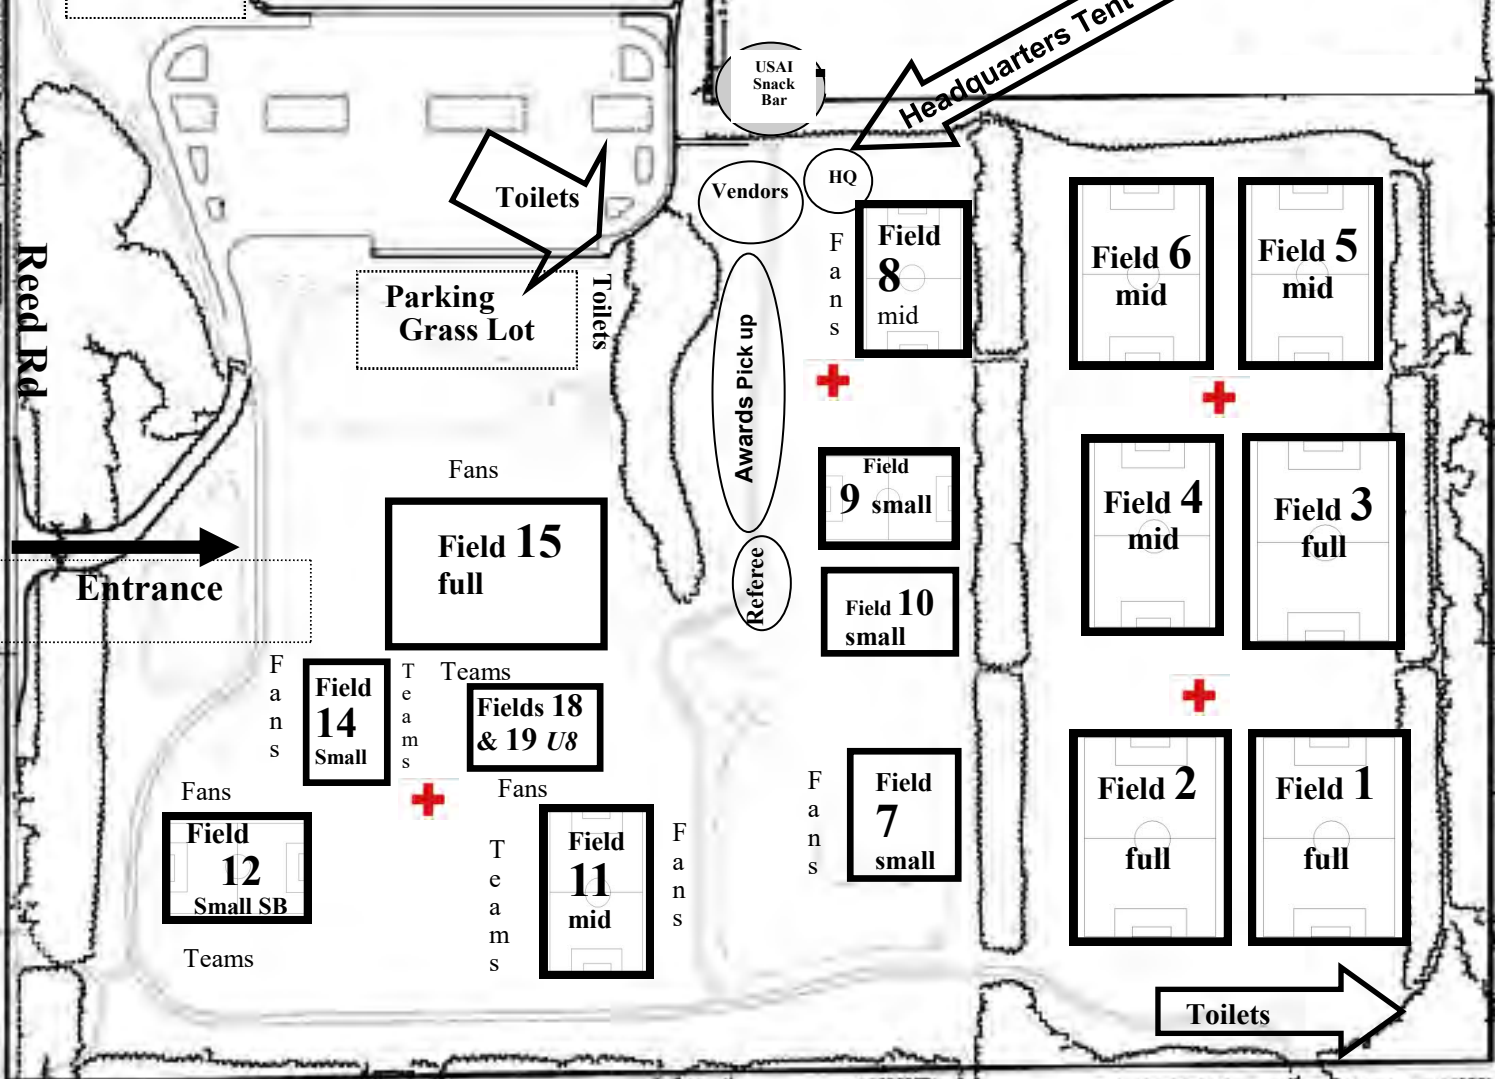 Headquarters Tent
USAI
Snack
Bar
Vendors
HQ
Toilets
Parking
Grass Lot
Toilets
Reed Rd
Awards Pick up
Fans
Field
8
mid
Field 6
mid
Field 5
mid
Field
9 small
Field 4
mid
Field 3
full
Fans
Field 15
full
Teams
Entrance
Referee
Field 10
small
Fans
Field
14
Small
Teams
Fields 18
& 19 U8
Fans
Fans
Field
12
Small SB
Teams
Teams
Field
11
mid
Fans
Fans
Field
7
small
Field 2
full
Field 1
full
Toilets